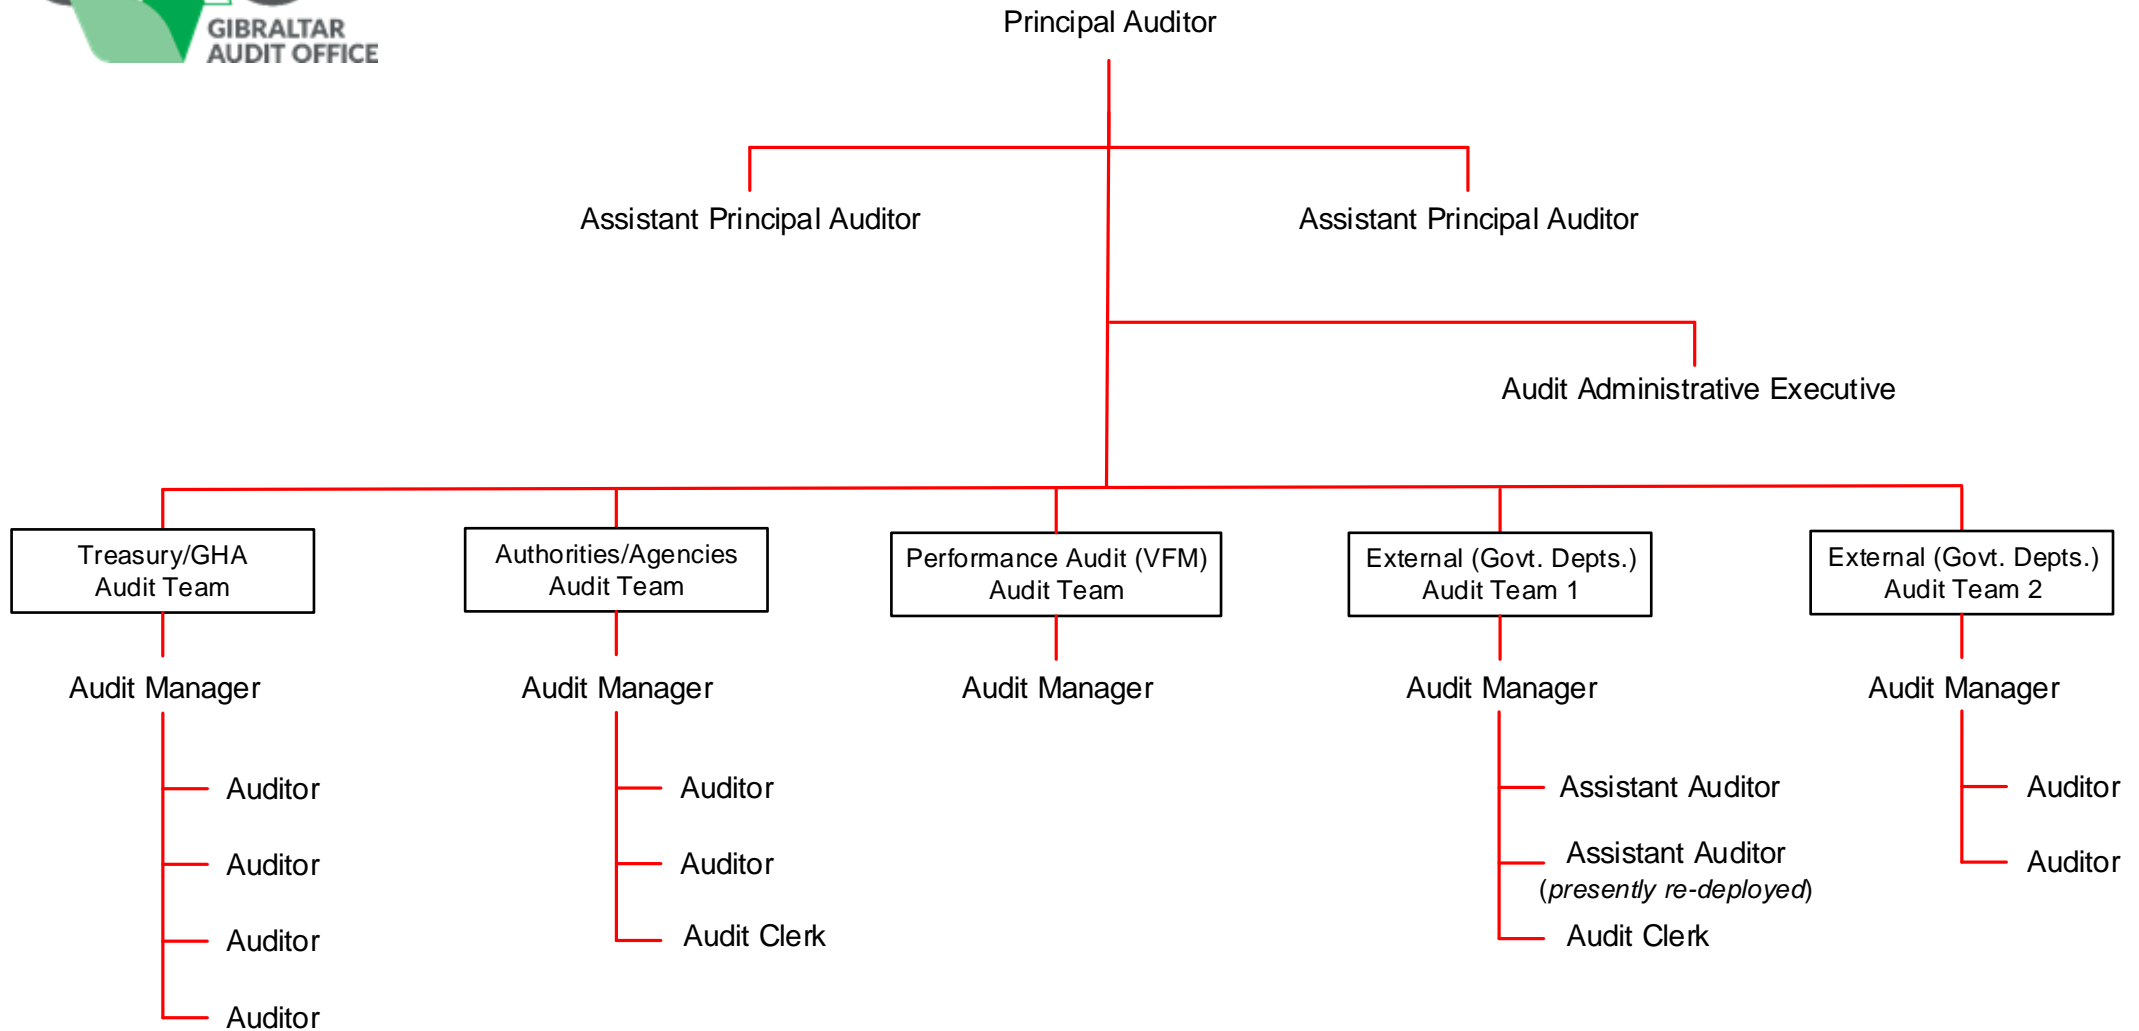 GIBRALTAR
AUDIT OFFICE
Principal Auditor
Assistant Principal Auditor
Assistant Principal Auditor
Audit Administrative Executive
Treasury/GHA
Audit Team
Authorities/Agencies
Audit Team
Performance Audit (VFM)
Audit Team
External (Govt. Depts.)
Audit Team 1
External (Govt. Depts.)
Audit Team 2
Audit Manager
Audit Manager
Audit Manager
Audit Manager
Audit Manager
Auditor
Auditor
Auditor
Auditor
Auditor
Auditor
Audit Clerk
Assistant Auditor
Assistant Auditor
(presently re-deployed)
Audit Clerk
Auditor
Auditor